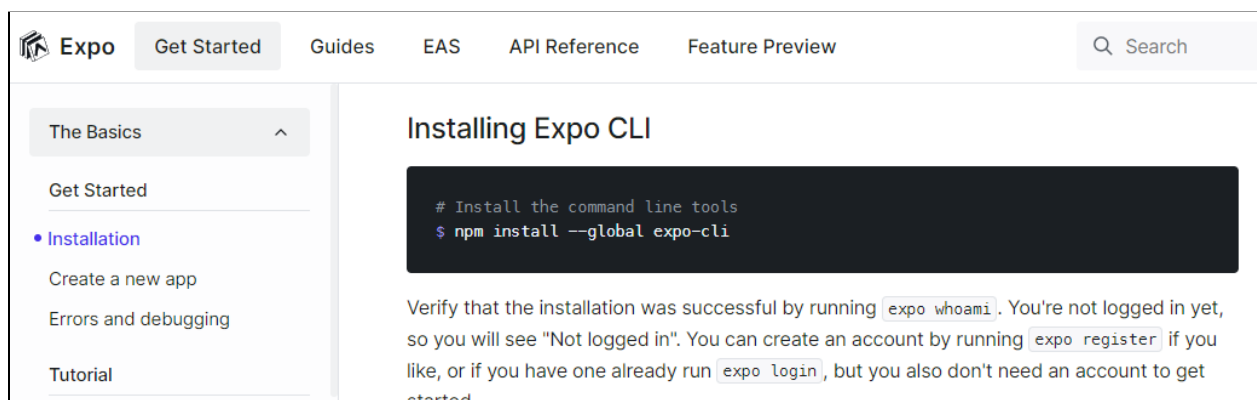 Expo Get Started Guides EAS API Reference Feature Preview Search
The Basics
Get Started
Installation
Create a new app
Errors and debugging
Tutorial
Installing Expo CLI
# Install the command line tools
$ npm install --global expo-cli
Verify that the installation was successful by running expo whoami. You're not logged in yet,
so you will see "Not logged in". You can create an account by running expo register if you
like, or if you have one already run expo login, but you also don't need an account to get
started